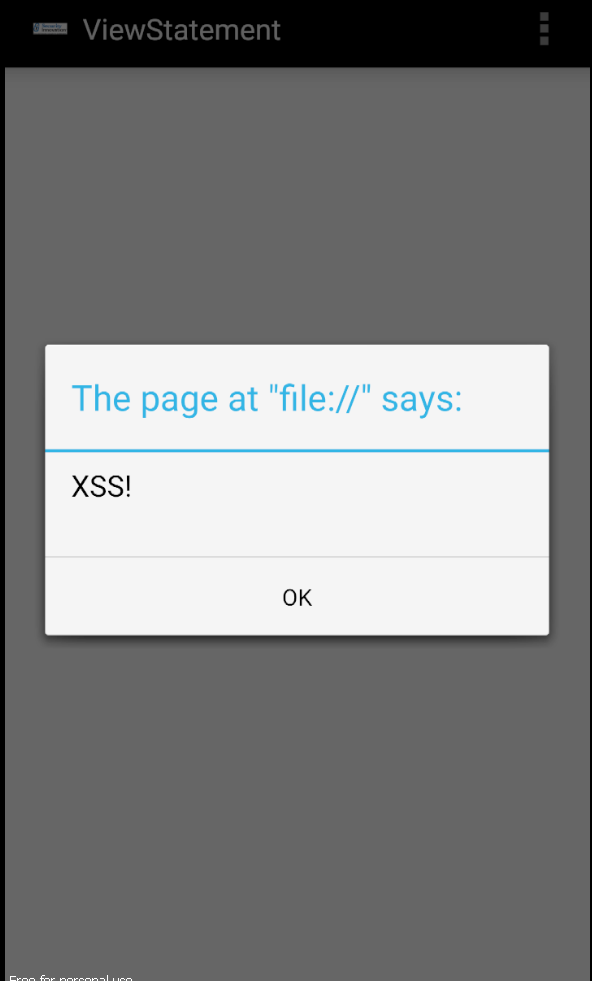 ViewStatement
The page at "file://" says:
XSS!
OK
Free for personal use